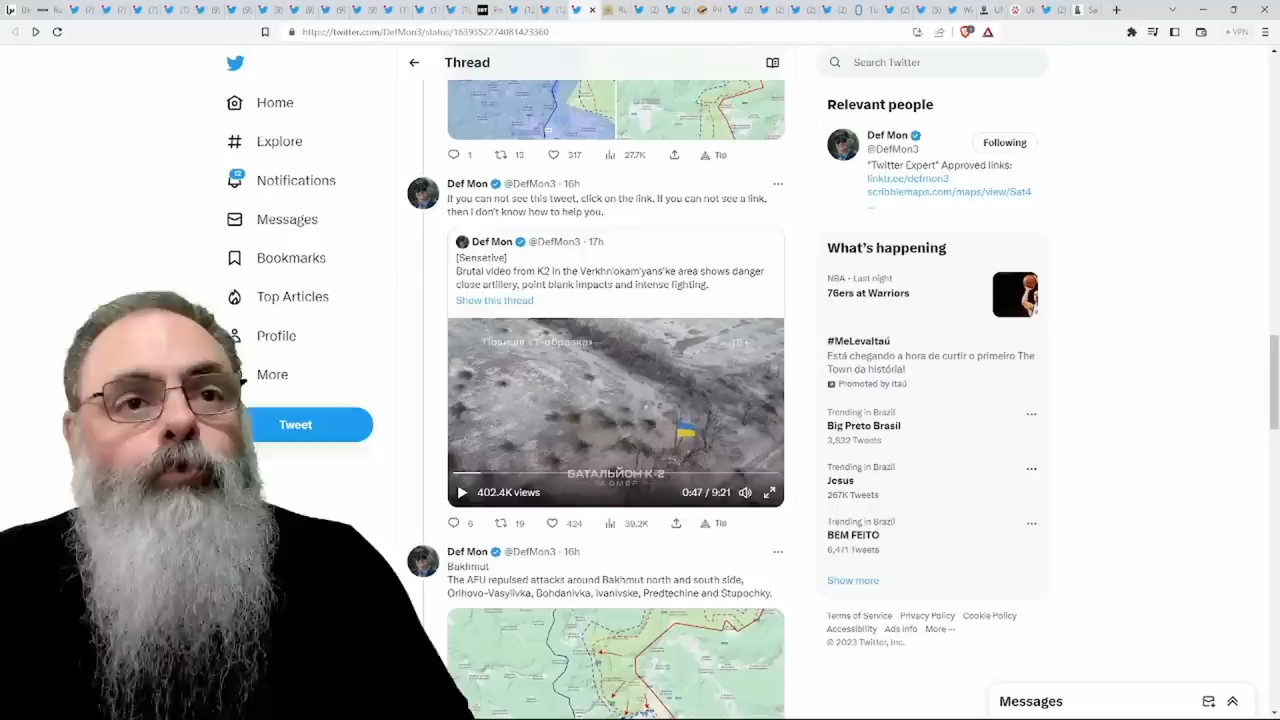 https://twitter.com/DefMon3/status/1639352274081423360
VPN
Home
Explore
12
Notifications
Messages
Bookmarks
Top Articles
Profile
More
Tweet
Thread
1
13
317
27.7K
Tip
Def Mon @DefMon3 · 16h
If you can not see this tweet, click on the link. If you can not see a link,
then I don't know how to help you.
Def Mon @DefMon3 · 17h
[Sensetive]
Brutal video from K2 in the Verkhn'okam'yans'ke area shows danger
close artillery, point blank impacts and intense fighting.
Show this thread
Позиція «Т-образка»
18+
БАТАЛЬЙОН К-2
402.4K views
0:47 / 9:21
6
19
424
39.2K
Tip
Def Mon @DefMon3 · 16h
Bakhmut
The AFU repulsed attacks around Bakhmut north and south side,
Orihovo-Vasylivka, Bohdanivka, Ivanivske, Predtechine and Stupochky.
Search Twitter
Relevant people
Def Mon
@DefMon3
Following
"Twitter Expert" Approved links:
linktr.ee/defmon3
scribblemaps.com/maps/view/Sat4
...
What's happening
NBA · Last night
76ers at Warriors
#MeLevaItaú
Está chegando a hora de curtir o primeiro The
Town da história!
Promoted by Itaú
Trending in Brazil
Big Preto Brasil
3,832 Tweets
Trending in Brazil
Jesus
267K Tweets
Trending in Brazil
BEM FEITO
6,471 Tweets
Show more
Terms of Service Privacy Policy Cookie Policy
Accessibility Ads info More ···
© 2023 Twitter, Inc.
Messages